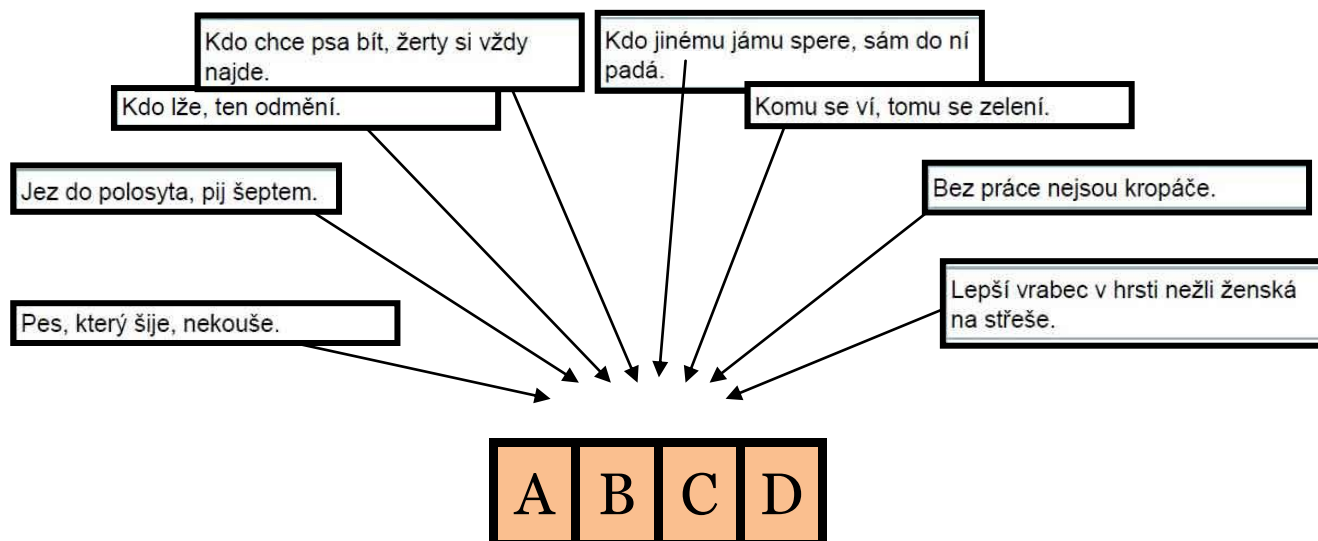 Kdo chce psa bít, žerty si vždy
najde.
Kdo jinému jámu spere, sám do ní
padá.
Kdo lže, ten odmění.
Komu se ví, tomu se zelení.
Jez do polosyta, pij šeptem.
Bez práce nejsou kropáče.
Pes, který šije, nekouše.
Lepší vrabec v hrsti nežli ženská
na střeše.
A B C D